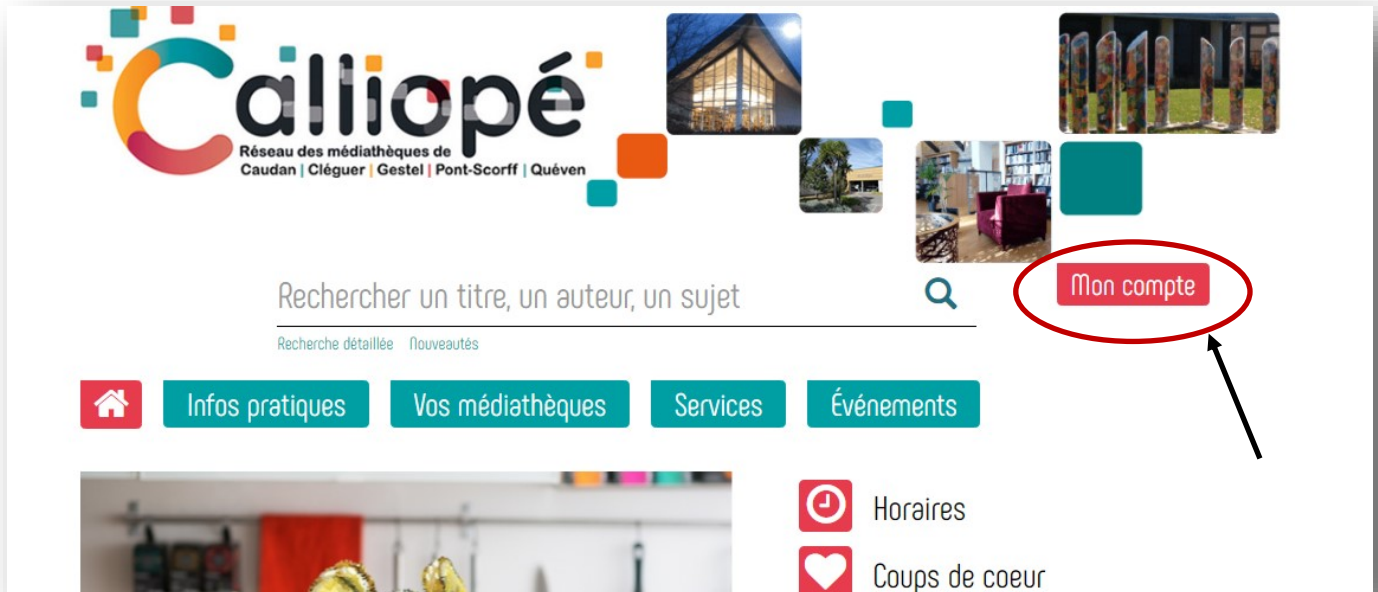 Calliopé
Réseau des médiathèques de
Caudan | Cléguer | Gestel | Pont-Scorff | Quéven
Mon compte
Rechercher un titre, un auteur, un sujet
Recherche détaillée Nouveautés
Infos pratiques Vos médiathèques Services Événements
Horaires
Coups de coeur